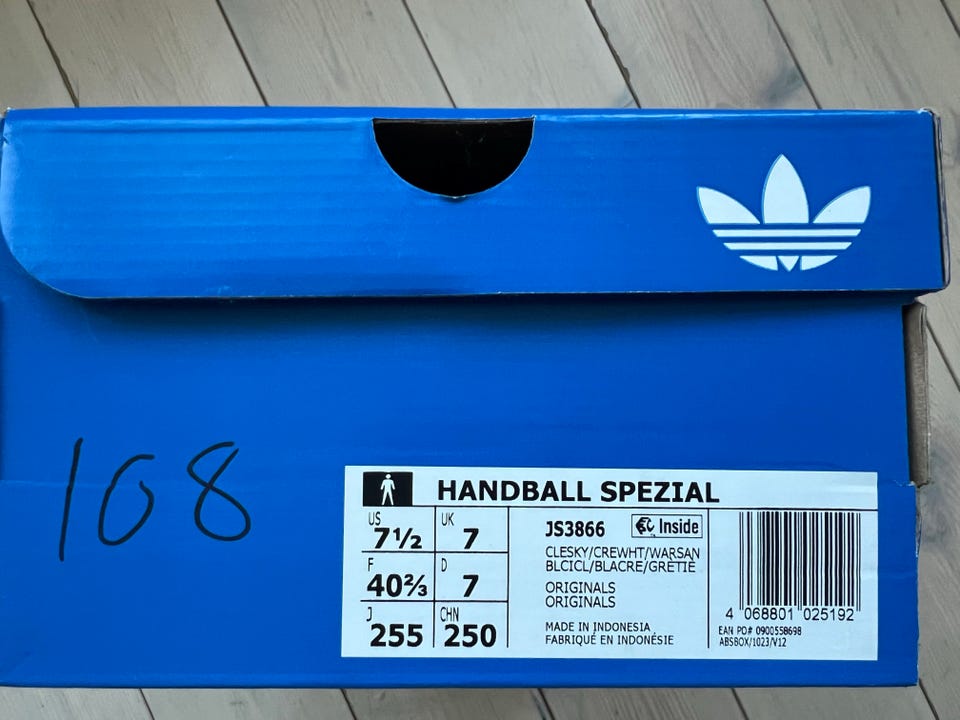 108
HANDBALL SPEZIAL
US 7½ UK 7
F 40⅔ D 7
J 255 CHN 250
JS3866 Inside
CLESKY/CREWHT/WARSAN
BLCICL/BLACRE/GRÈTIÈ
ORIGINALS
ORIGINALS
MADE IN INDONESIA
FABRIQUÉ EN INDONÉSIE
4 068801 025192
EAN PO# 0900558698
ABSBOX/1023/V12